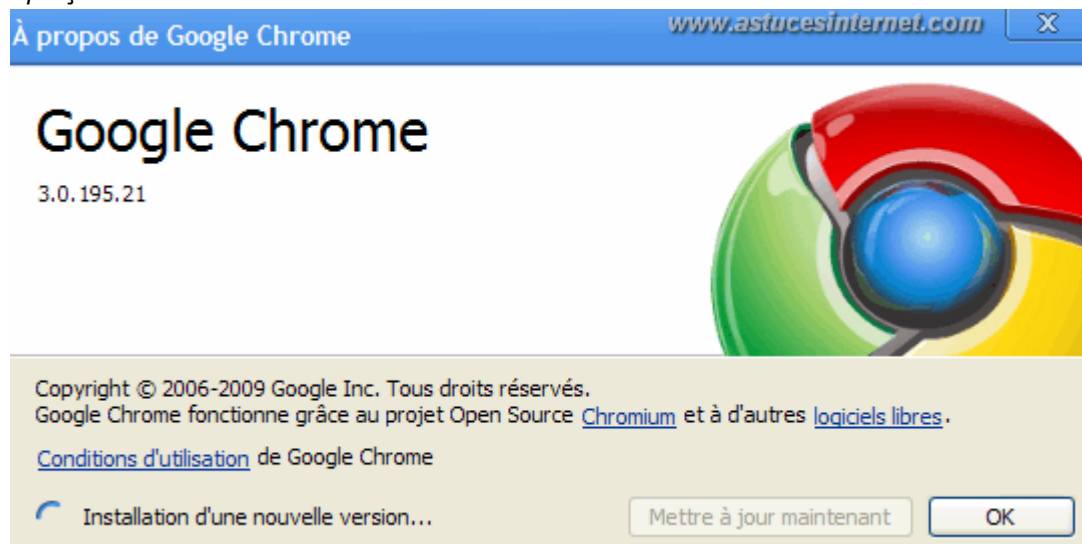 À propos de Google Chrome
www.astucesinternet.com
X
Google Chrome
3.0.195.21
Copyright © 2006-2009 Google Inc. Tous droits réservés.
Google Chrome fonctionne grâce au projet Open Source Chromium et à d'autres logiciels libres.
Conditions d'utilisation de Google Chrome
Installation d'une nouvelle version...
Mettre à jour maintenant
OK